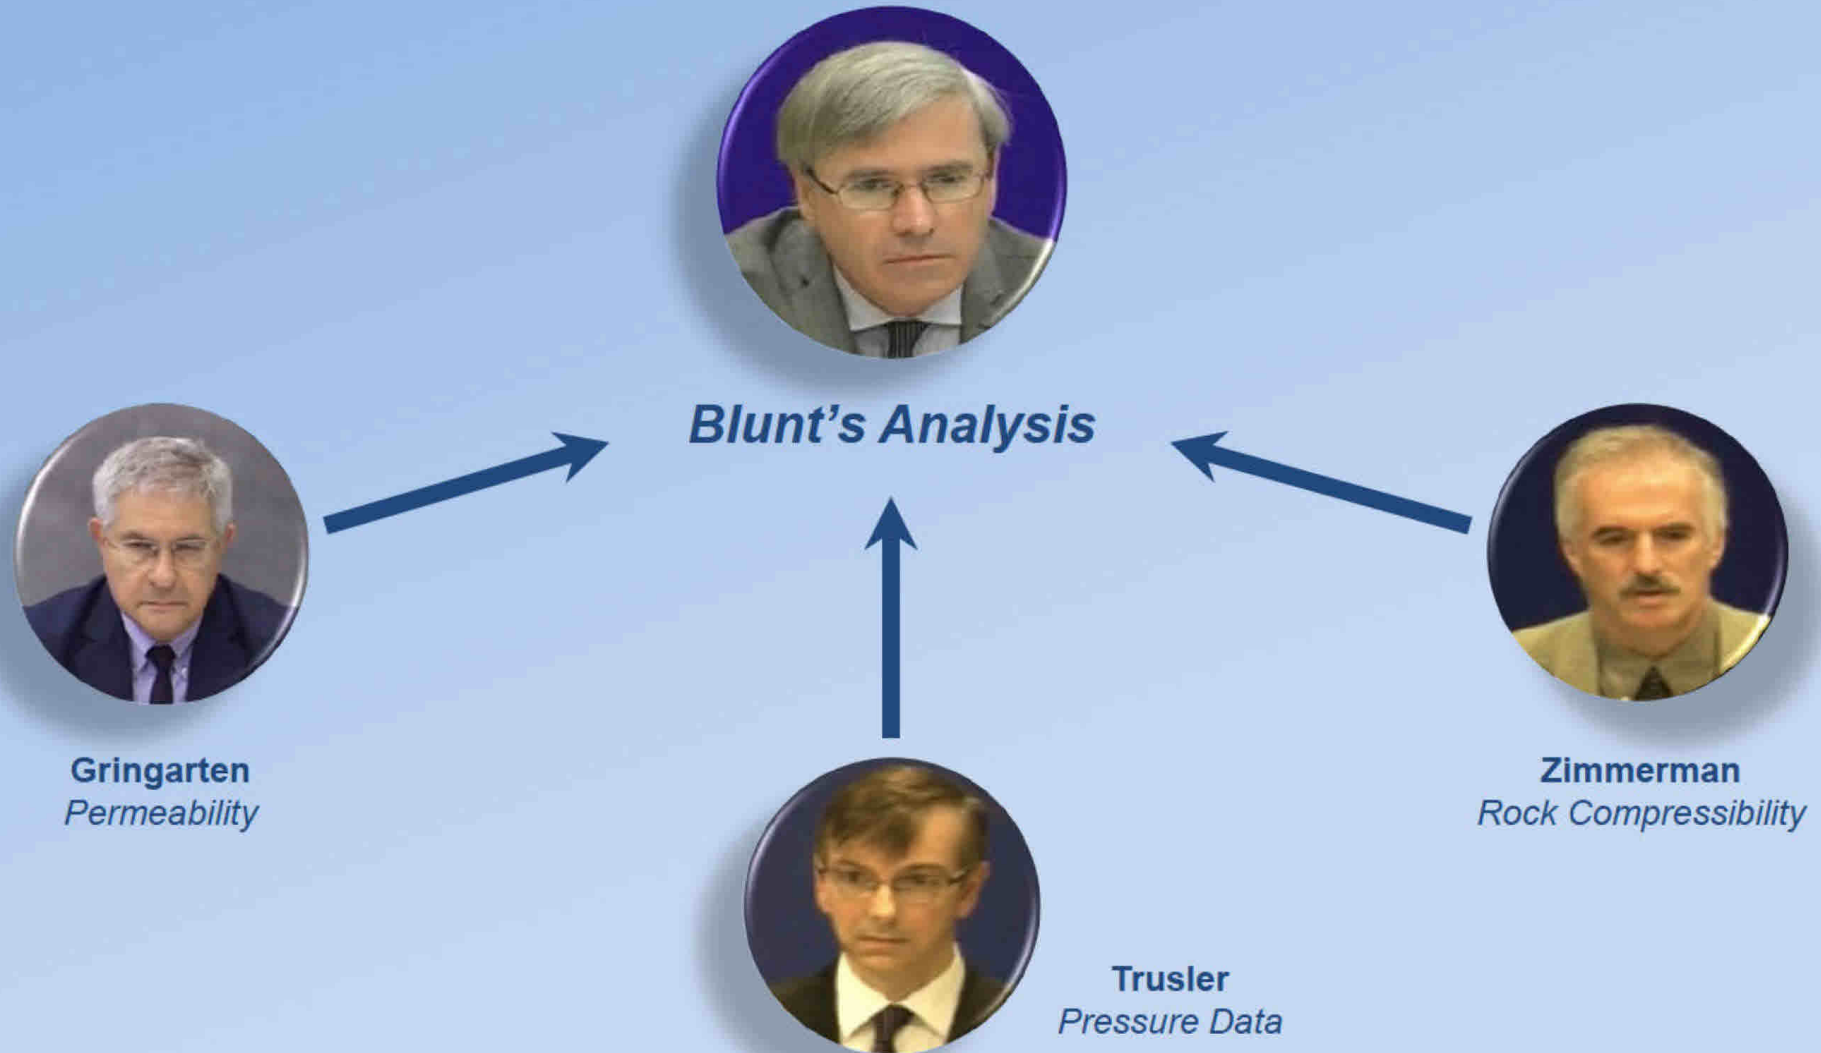 Blunt's Analysis
Gringarten
Permeability
Zimmerman
Rock Compressibility
Trusler
Pressure Data